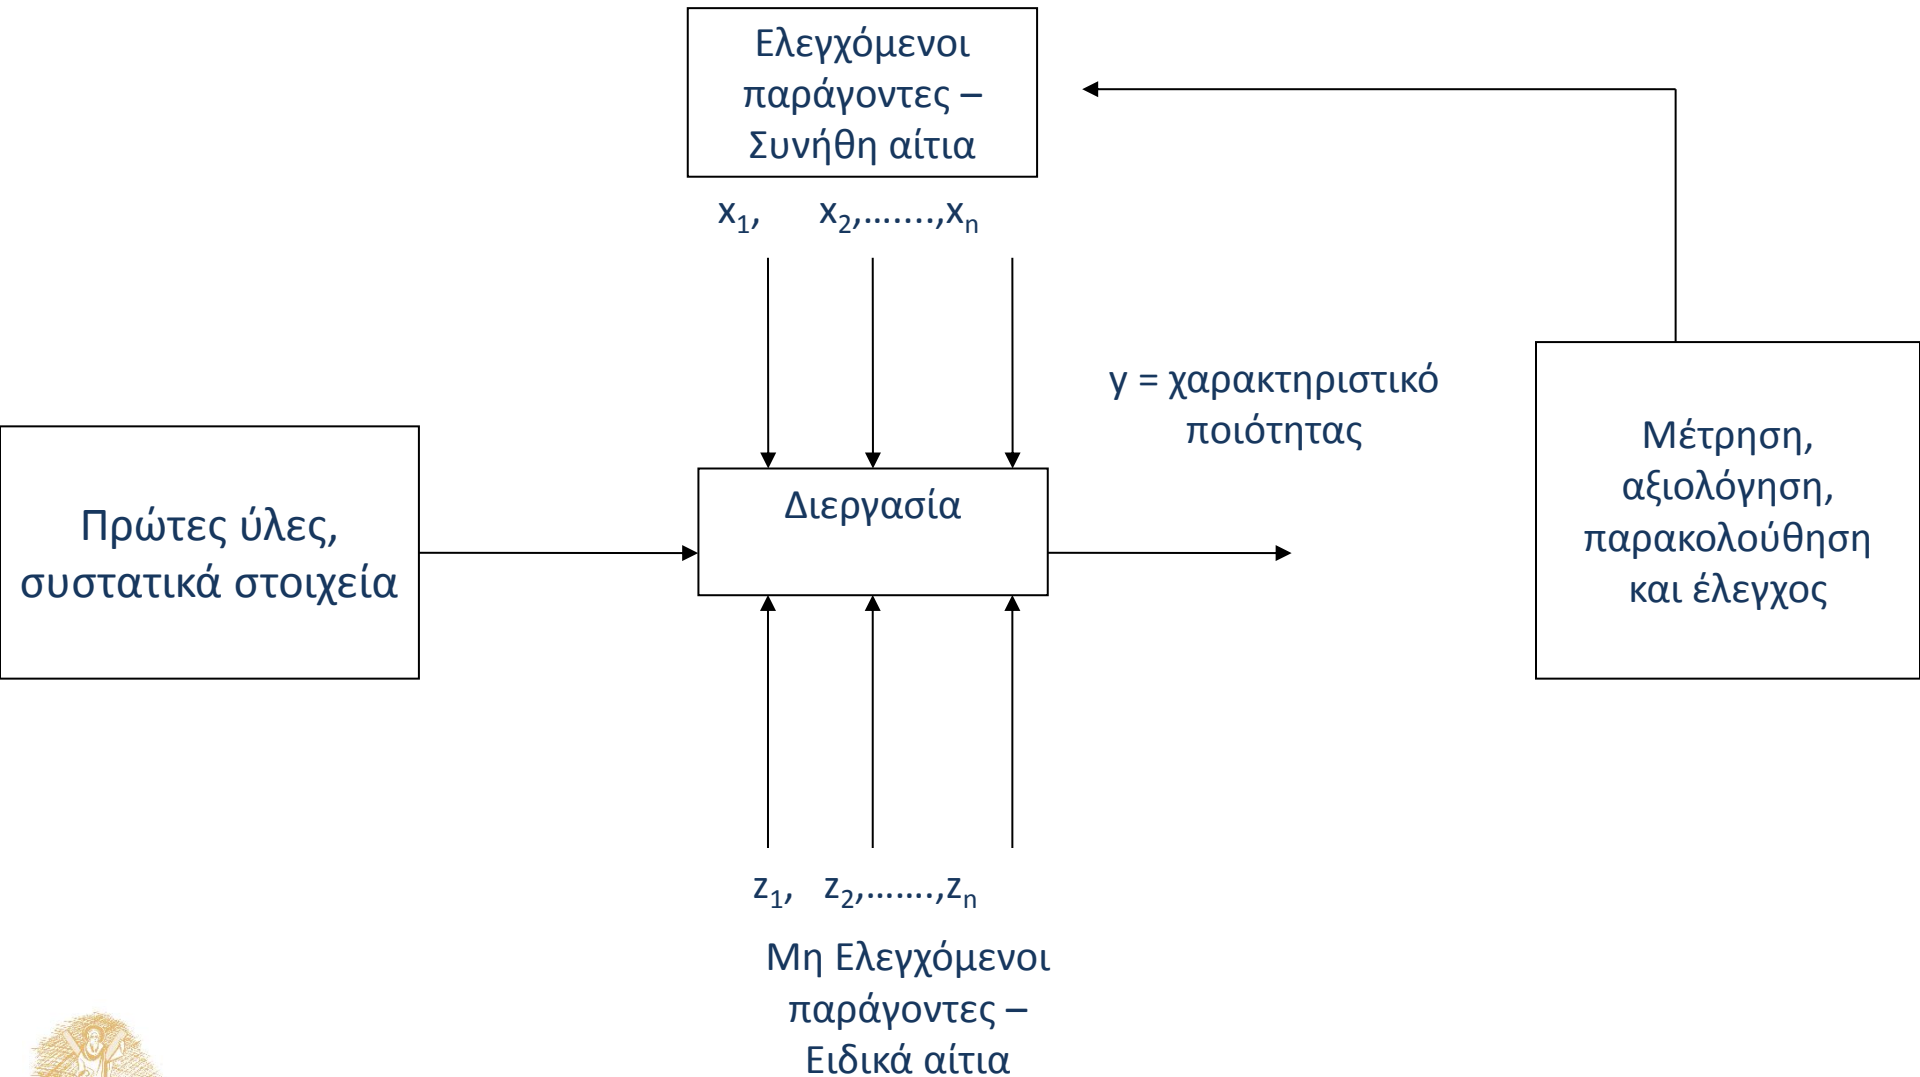 Ελεγχόμενοι
παράγοντες –
Συνήθη αίτια
x₁, x₂,…....,xₙ
y = χαρακτηριστικό
ποιότητας
Πρώτες ύλες,
συστατικά στοιχεία
Διεργασία
Μέτρηση,
αξιολόγηση,
παρακολούθηση
και έλεγχος
z₁, z₂,…….,zₙ
Μη Ελεγχόμενοι
παράγοντες –
Ειδικά αίτια